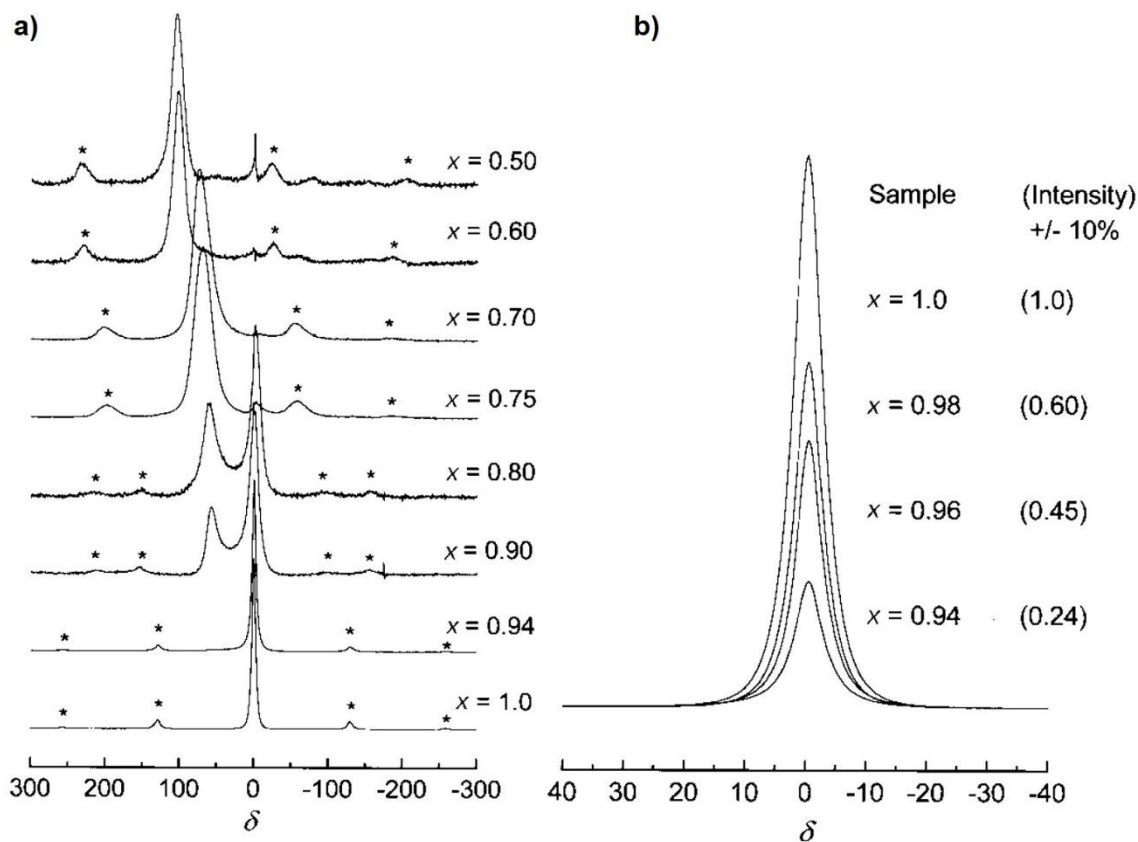 a)
* * *
x = 0.50
* * *
x = 0.60
* * *
x = 0.70
* * *
x = 0.75
* * * *
x = 0.80
* * * *
x = 0.90
* * * *
x = 0.94
* * * *
x = 1.0
300 200 100 0 -100 -200 -300
δ
b)
Sample (Intensity)
+/- 10%
x = 1.0 (1.0)
x = 0.98 (0.60)
x = 0.96 (0.45)
x = 0.94 (0.24)
40 30 20 10 0 -10 -20 -30 -40
δ